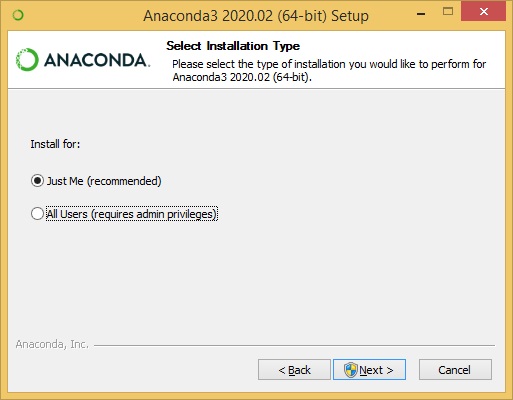 Anaconda3 2020.02 (64-bit) Setup
ANACONDA.
Select Installation Type
Please select the type of installation you would like to perform for
Anaconda3 2020.02 (64-bit).
Install for:
Just Me (recommended)
All Users (requires admin privileges)
Anaconda, Inc.
< Back
Next >
Cancel